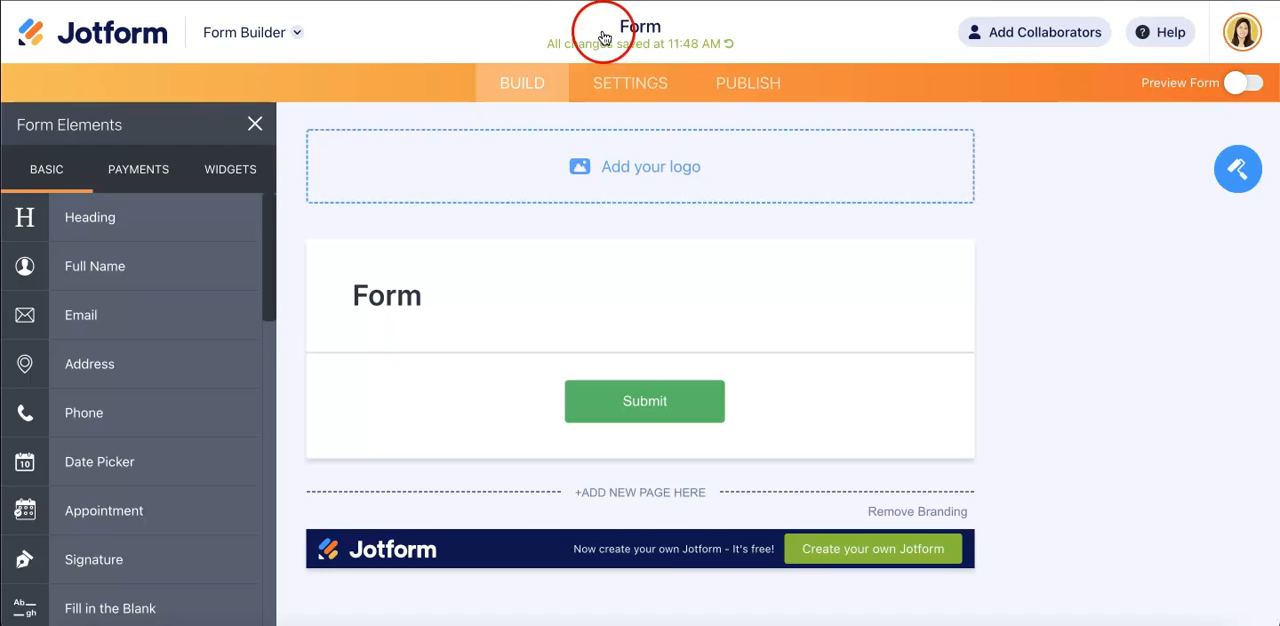 Jotform
Form Builder
Form
All changes saved at 11:48 AM
Add Collaborators
Help
BUILD
SETTINGS
PUBLISH
Preview Form
Form Elements
BASIC
PAYMENTS
WIDGETS
H
Heading
Full Name
Email
Address
Phone
10
Date Picker
Appointment
Signature
Ab
gh
Fill in the Blank
Add your logo
Form
Submit
+ADD NEW PAGE HERE
Remove Branding
Jotform
Now create your own Jotform - It's free!
Create your own Jotform